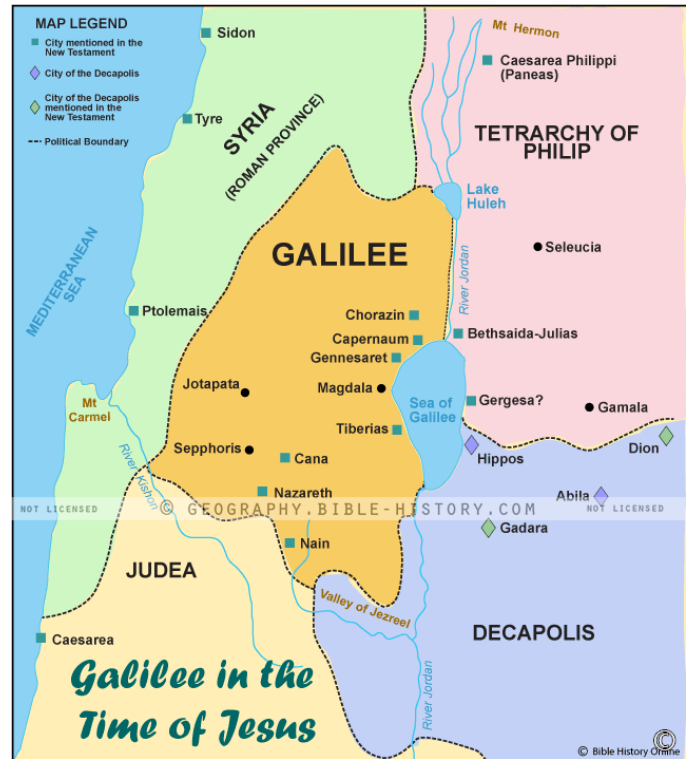 MAP LEGEND
City mentioned in the
New Testament
City of the Decapolis
City of the Decapolis
mentioned in the
New Testament
Political Boundary
Sidon
Mt Hermon
Caesarea Philippi
(Paneas)
Tyre
SYRIA
(ROMAN PROVINCE)
TETRARCHY OF
PHILIP
Lake
Huleh
MEDITERRANEAN
SEA
GALILEE
Seleucia
River Jordan
Ptolemais
Chorazin
Capernaum
Bethsaida-Julias
Gennesaret
Jotapata
Magdala
Sea of
Galilee
Gergesa?
Gamala
Mt
Carmel
Tiberias
Sepphoris
Cana
Hippos
Dion
River Kishon
Nazareth
Abila
NOT LICENSED
© GEOGRAPHY.BIBLE-HISTORY.COM
NOT LICENSED
Gadara
Nain
JUDEA
Valley of Jezreel
DECAPOLIS
Caesarea
River Jordan
Galilee in the
Time of Jesus
©
© Bible History Online